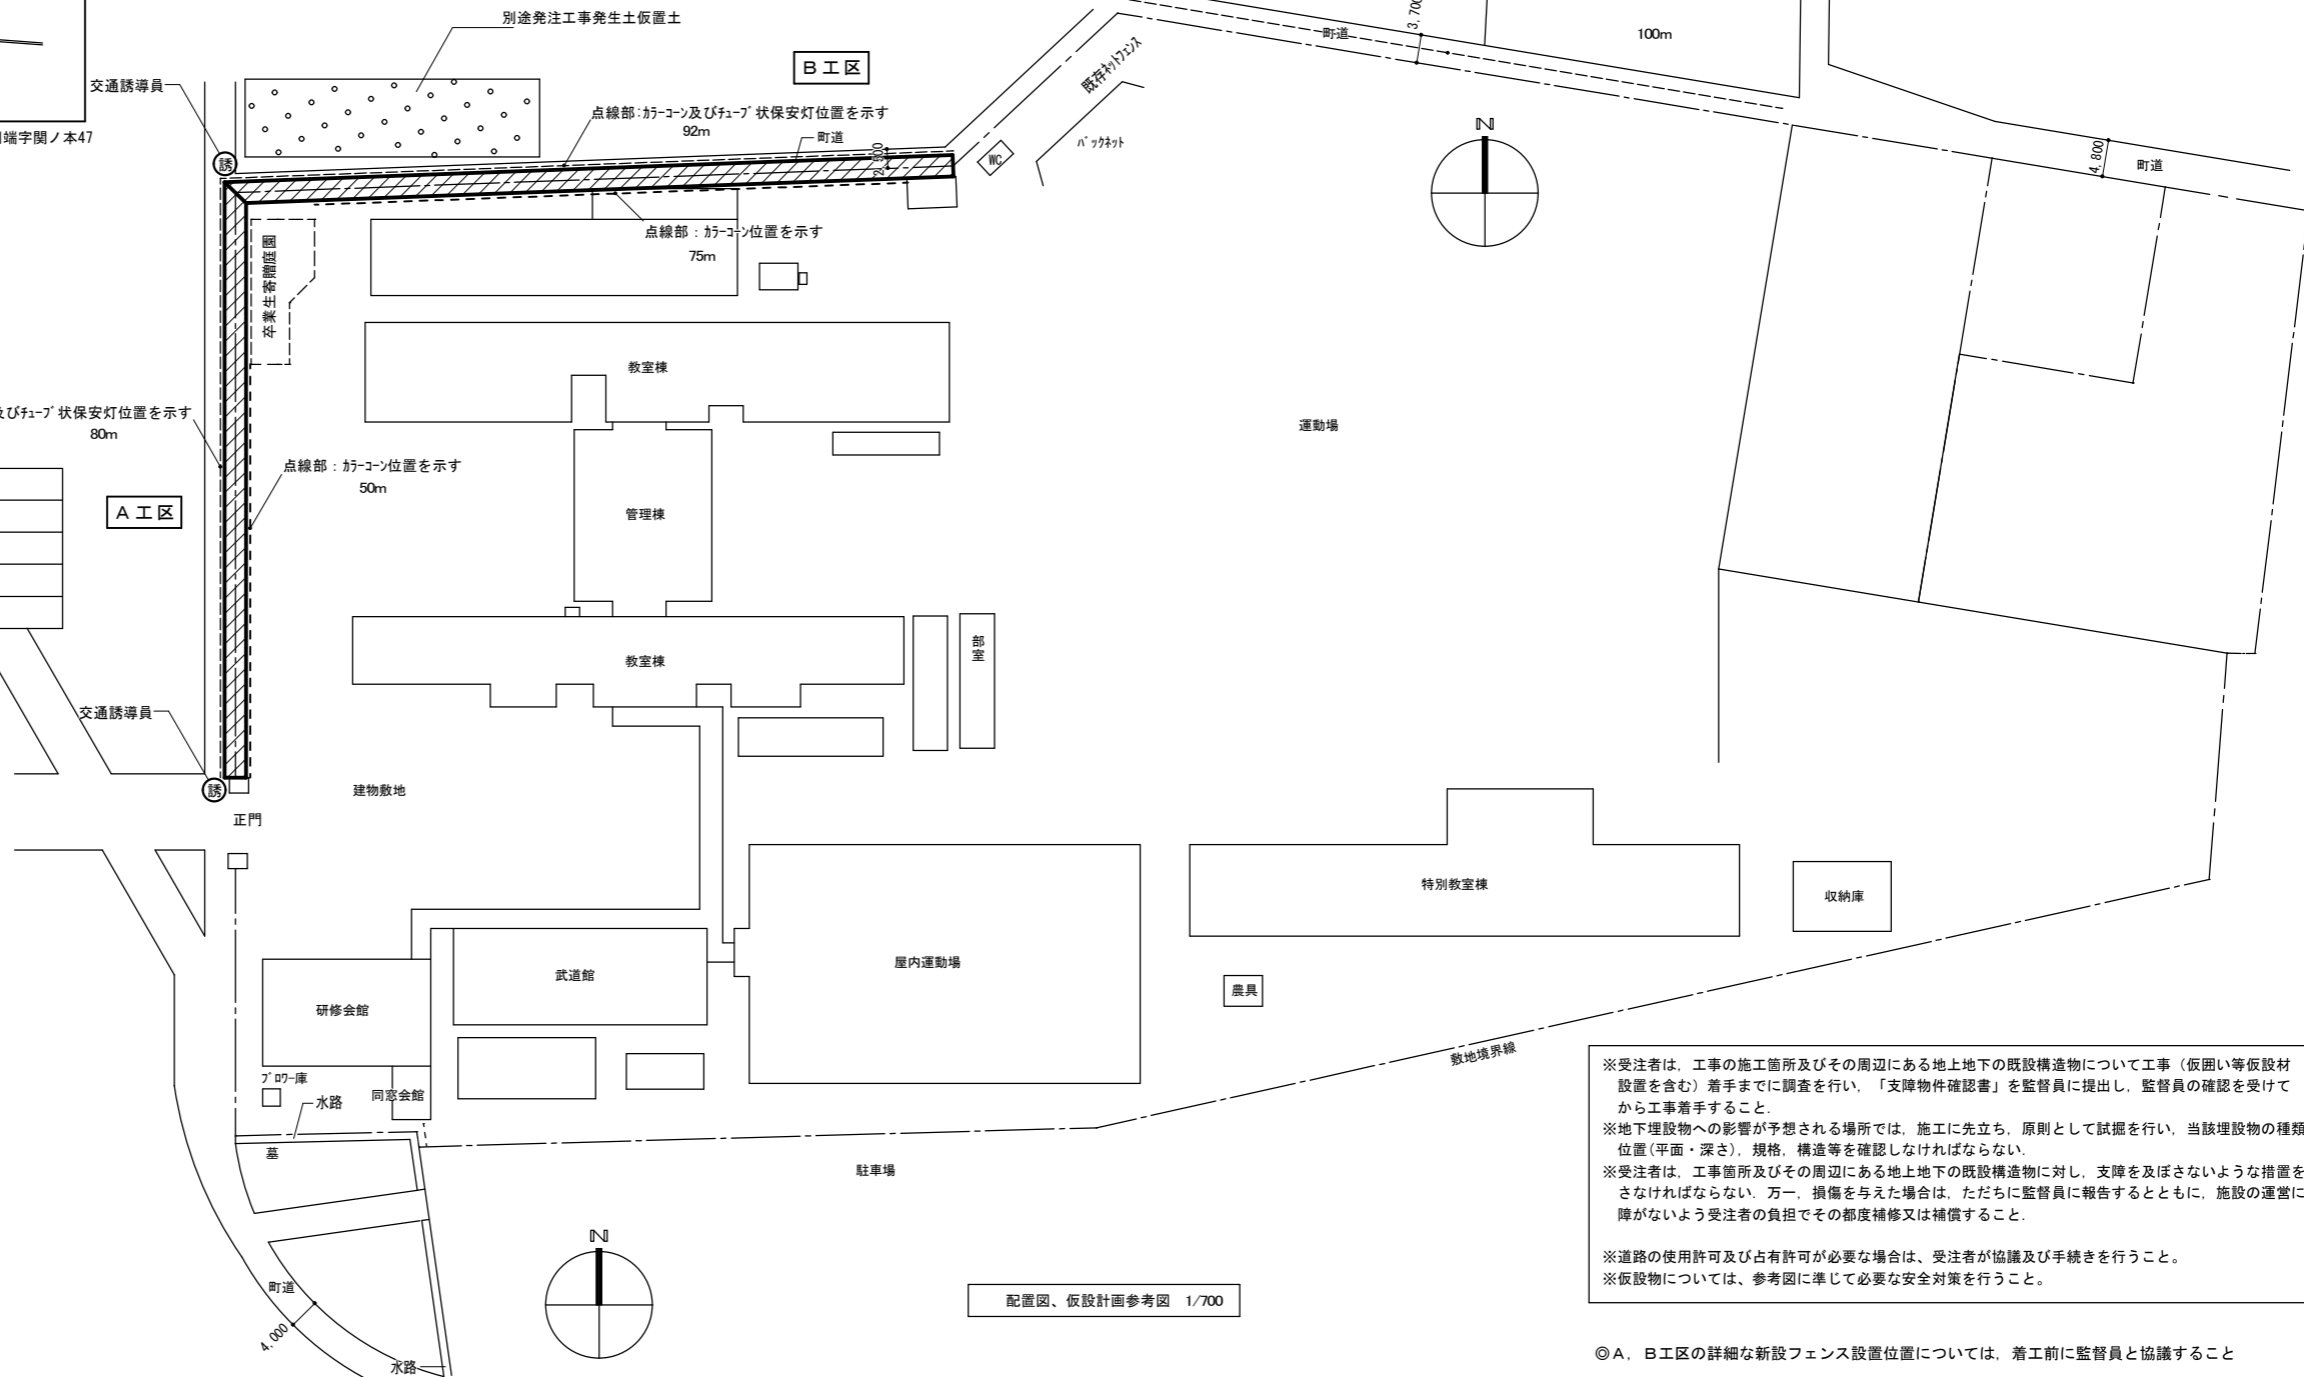 別途発注工事発生土仮置土
B工区
交通誘導員
端字関ノ本47
誘
点線部:カラーコーン及びチューブ状保安灯位置を示す
92m
町道
2,500
既存ネットフェンス
バックネット
WC
町道
3,700
100m
N
4,800
町道
点線部：カラーコーン位置を示す
75m
卒業生寄贈庭園
教室棟
運動場
及びチューブ状保安灯位置を示す
80m
点線部：カラーコーン位置を示す
50m
A工区
管理棟
教室棟
部室
交通誘導員
誘
正門
建物敷地
特別教室棟
収納庫
屋内運動場
武道館
研修会館
農具
敷地境界線
ブロワー庫
同窓会館
水路
墓
駐車場
N
町道
4,000
水路
配置図、仮設計画参考図　1/700
※受注者は，工事の施工箇所及びその周辺にある地上地下の既設構造物について工事（仮囲い等仮設材
設置を含む）着手までに調査を行い，「支障物件確認書」を監督員に提出し，監督員の確認を受けて
から工事着手すること．
※地下埋設物への影響が予想される場所では，施工に先立ち，原則として試掘を行い，当該埋設物の種類
位置(平面・深さ)，規格，構造等を確認しなければならない．
※受注者は，工事箇所及びその周辺にある地上地下の既設構造物に対し，支障を及ぼさないような措置を
さなければならない．万一，損傷を与えた場合は，ただちに監督員に報告するとともに，施設の運営に
障がないよう受注者の負担でその都度補修又は補償すること．
※道路の使用許可及び占有許可が必要な場合は、受注者が協議及び手続きを行うこと。
※仮設物については、参考図に準じて必要な安全対策を行うこと。
◎A，B工区の詳細な新設フェンス設置位置については，着工前に監督員と協議すること